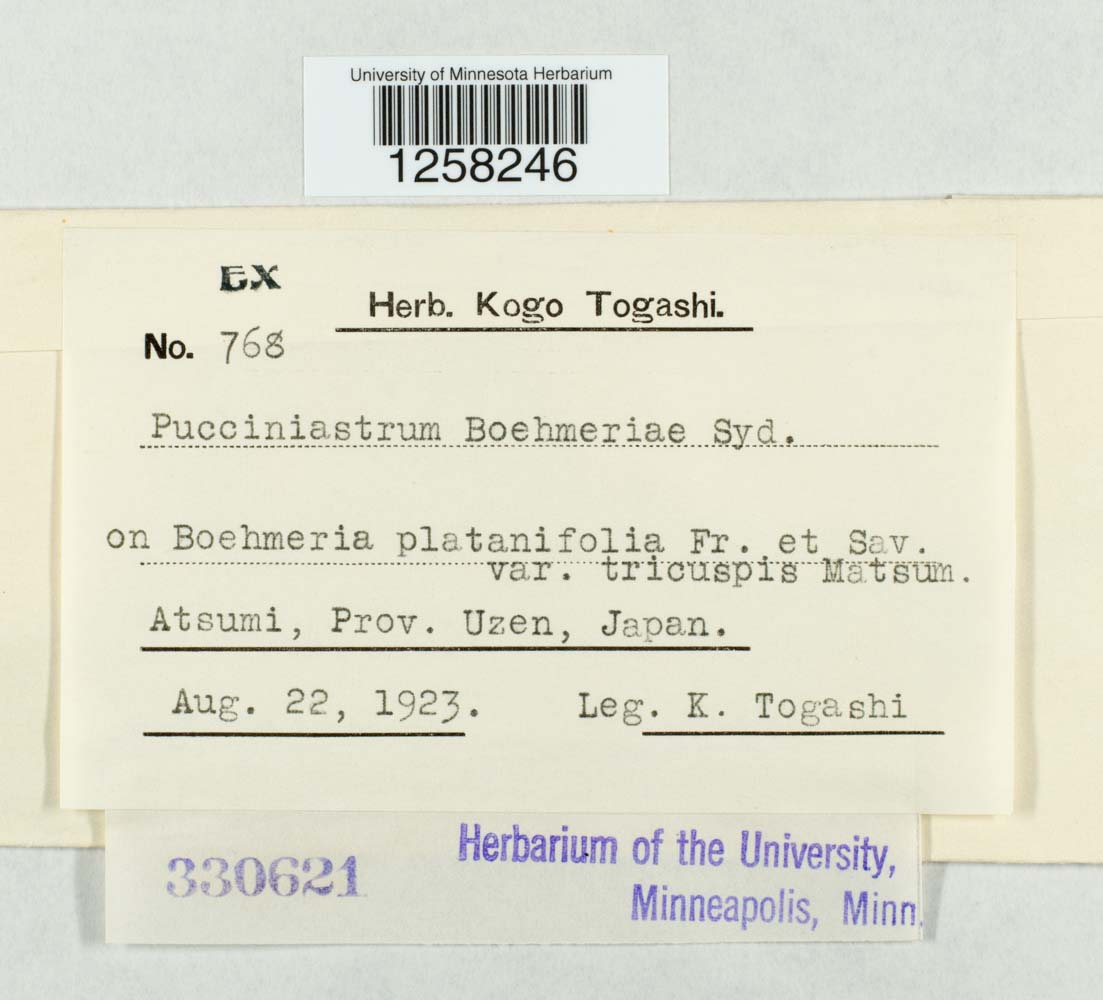 University of Minnesota Herbarium
1258246
EX
Herb. Kogo Togashi.
No. 768
Pucciniastrum Boehmeriae Syd.
on Boehmeria platanifolia Fr. et Sav.
var. tricuspis Matsum.
Atsumi, Prov. Uzen, Japan.
Aug. 22, 1923. Leg. K. Togashi
330621
Herbarium of the University,
Minneapolis, Minn.